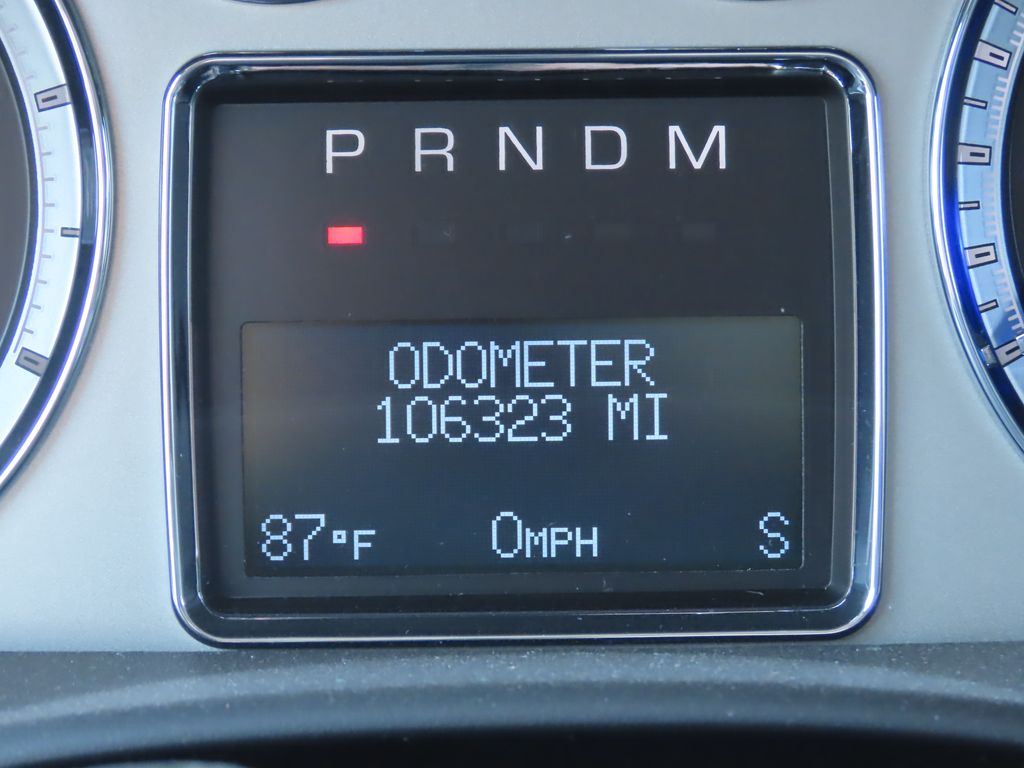 P R N D M
ODOMETER
106323 MI
87°F 0MPH S